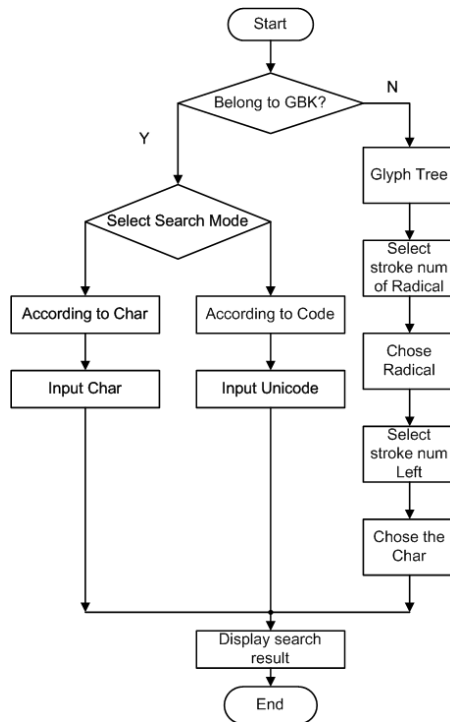 Start
Belong to GBK?
N
Y
Glyph Tree
Select Search Mode
Select
stroke num
of Radical
According to Char
According to Code
Chose
Radical
Input Char
Input Unicode
Select
stroke num
Left
Chose the
Char
Display search
result
End